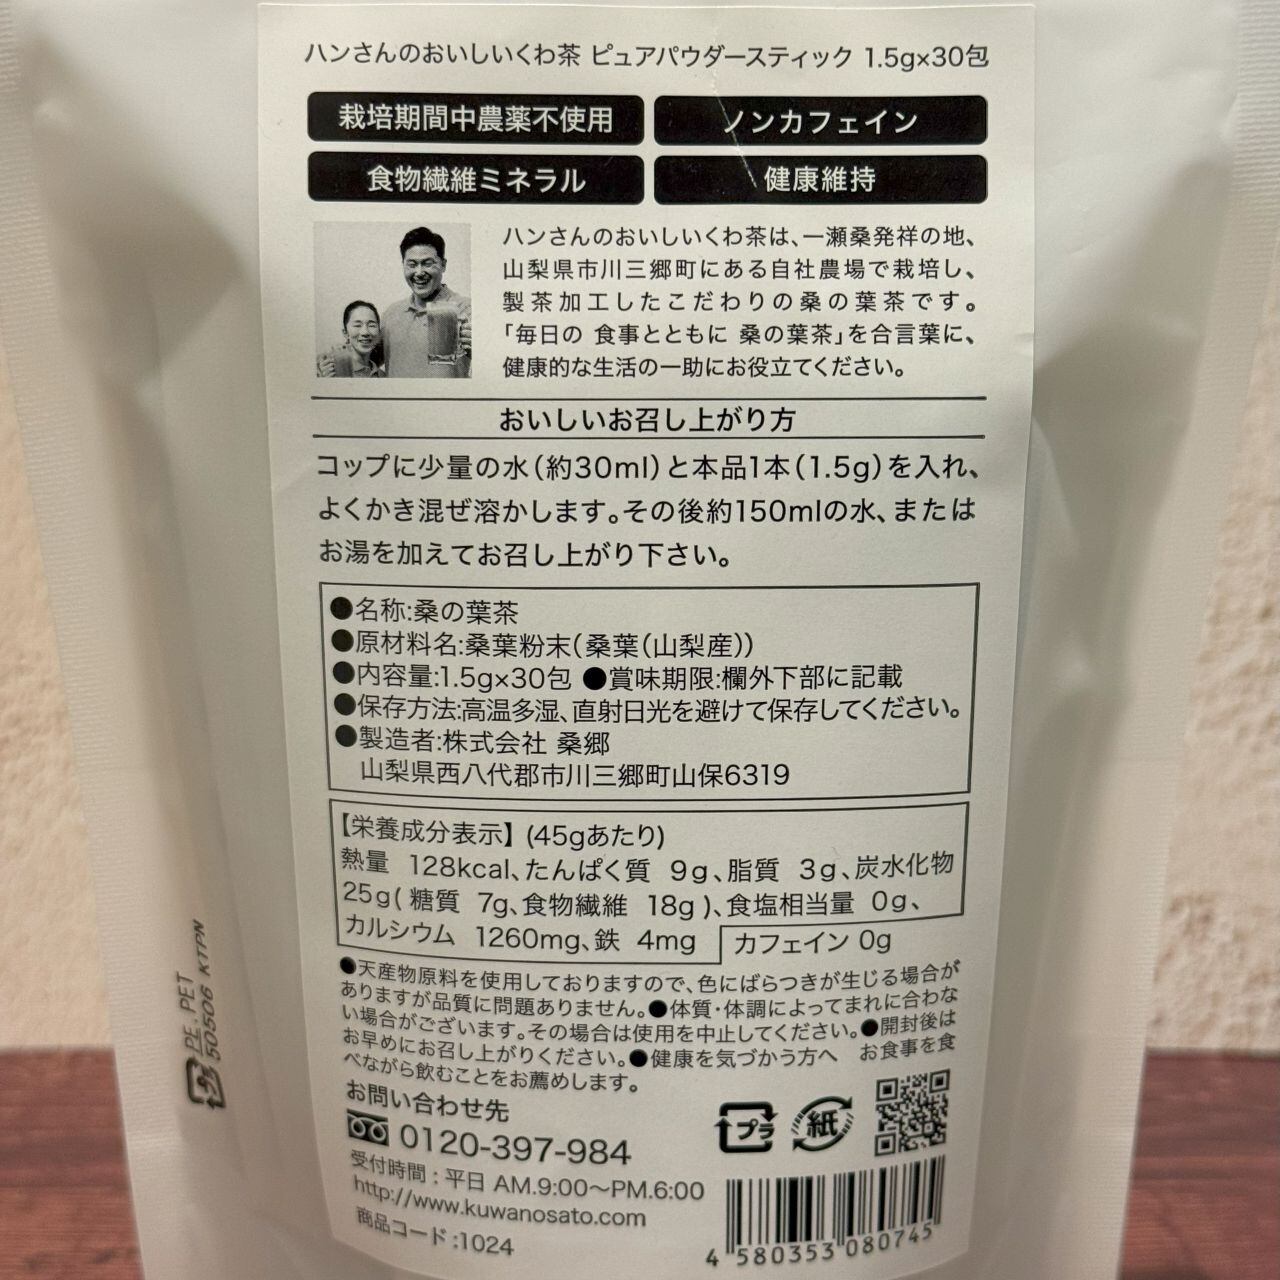 ハンさんのおいしいくわ茶 ピュアパウダースティック 1.5g×30包
栽培期間中農薬不使用
ノンカフェイン
食物繊維ミネラル
健康維持
ハンさんのおいしいくわ茶は、一瀬桑発祥の地、
山梨県市川三郷町にある自社農場で栽培し、
製茶加工したこだわりの桑の葉茶です。
「毎日の 食事とともに 桑の葉茶」を合言葉に、
健康的な生活の一助にお役立てください。
おいしいお召し上がり方
コップに少量の水(約30ml)と本品1本(1.5g)を入れ、
よくかき混ぜ溶かします。その後約150mlの水、または
お湯を加えてお召し上がり下さい。
●名称:桑の葉茶
●原材料名:桑葉粉末(桑葉(山梨産))
●内容量:1.5g×30包 ●賞味期限:欄外下部に記載
●保存方法:高温多湿、直射日光を避けて保存してください。
●製造者:株式会社 桑郷
山梨県西八代郡市川三郷町山保6319
【栄養成分表示】(45gあたり)
熱量 128kcal、たんぱく質 9g、脂質 3g、炭水化物
25g(糖質 7g、食物繊維 18g)、食塩相当量 0g、
カルシウム 1260mg、鉄 4mg
カフェイン 0g
●天産物原料を使用しておりますので、色にばらつきが生じる場合が
ありますが品質に問題ありません。●体質・体調によってまれに合わな
い場合がございます。その場合は使用を中止してください。●開封後は
お早めにお召し上がりください。●健康を気づかう方へ お食事を食
べながら飲むことをお薦めします。
お問い合わせ先
0120-397-984
受付時間:平日 AM.9:00〜PM.6:00
http://www.kuwanosato.com
商品コード:1024
プラ
紙
4 580353 080745
PE、PET
50506 KTPN